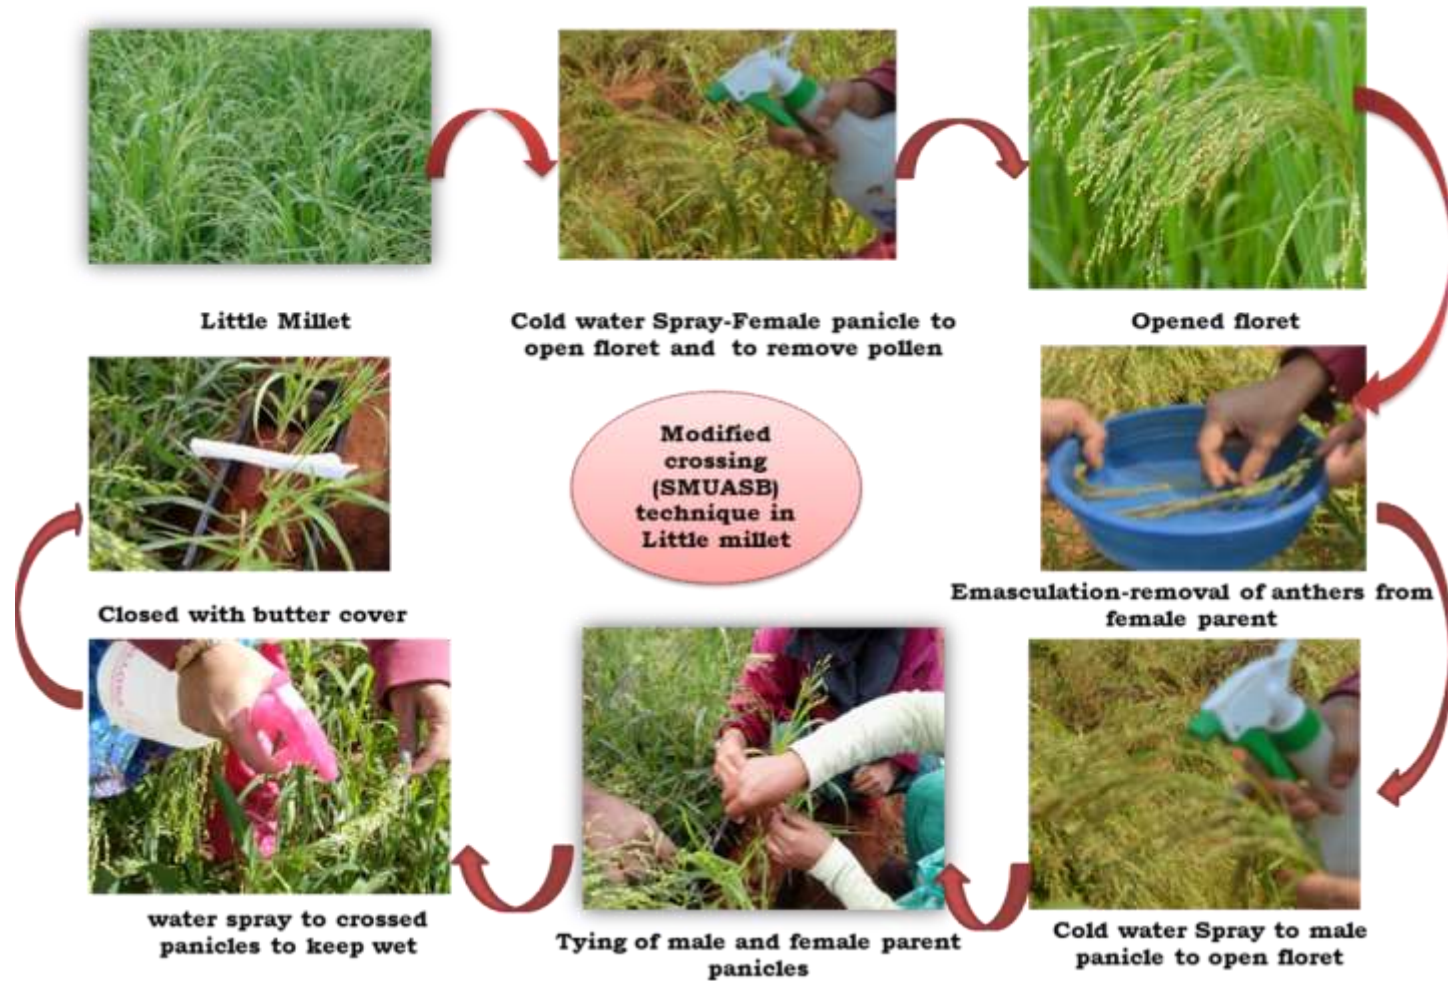 Little Millet
Cold water Spray-Female panicle to
open floret and to remove pollen
Opened floret
Modified
crossing
(SMUASB)
technique in
Little millet
Emasculation-removal of anthers from
female parent
Cold water Spray to male
panicle to open floret
Tying of male and female parent
panicles
water spray to crossed
panicles to keep wet
Closed with butter cover